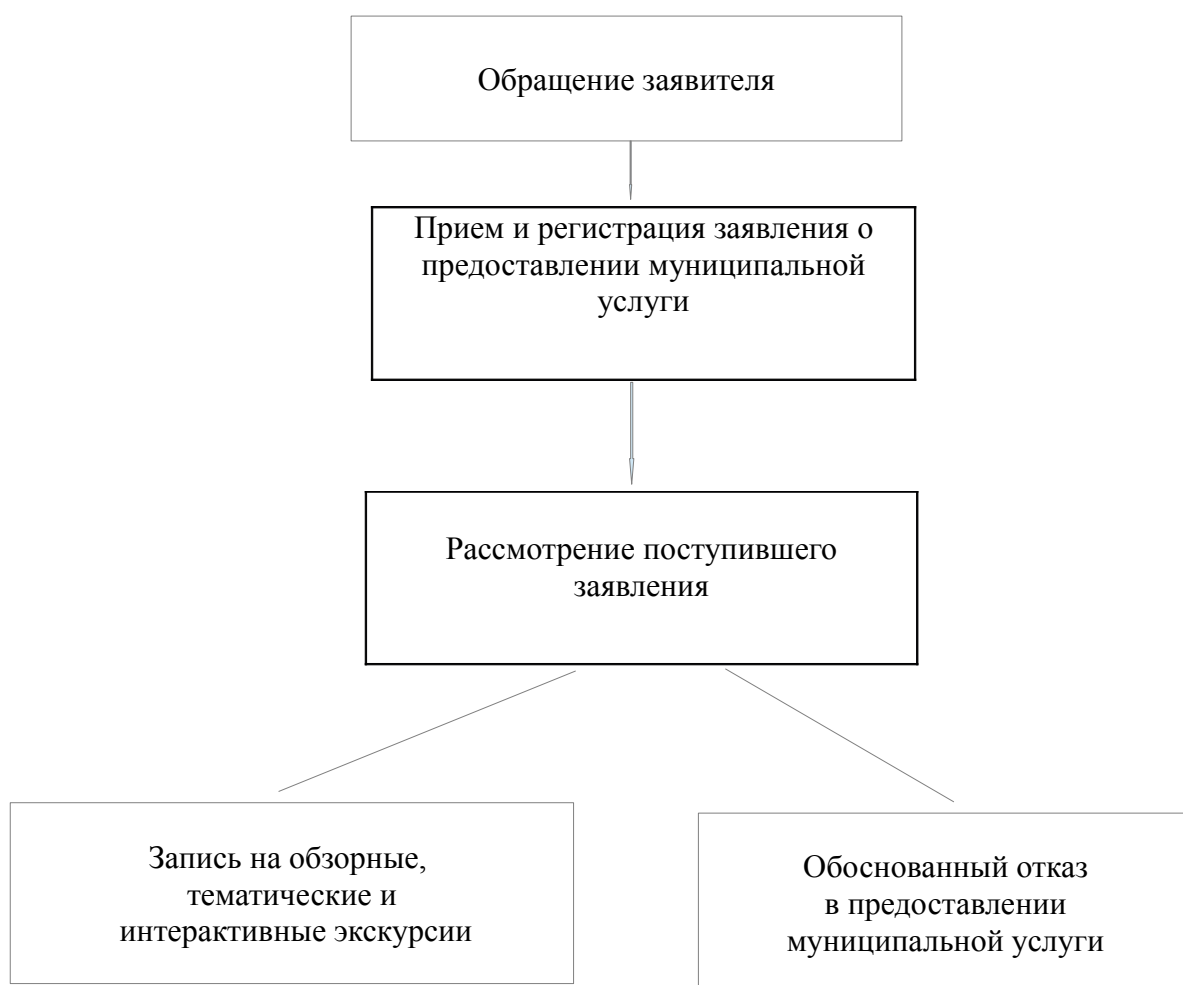 Обращение заявителя
Прием и регистрация заявления о
предоставлении муниципальной
услуги
Рассмотрение поступившего
заявления
Запись на обзорные,
тематические и
интерактивные экскурсии
Обоснованный отказ
в предоставлении
муниципальной услуги